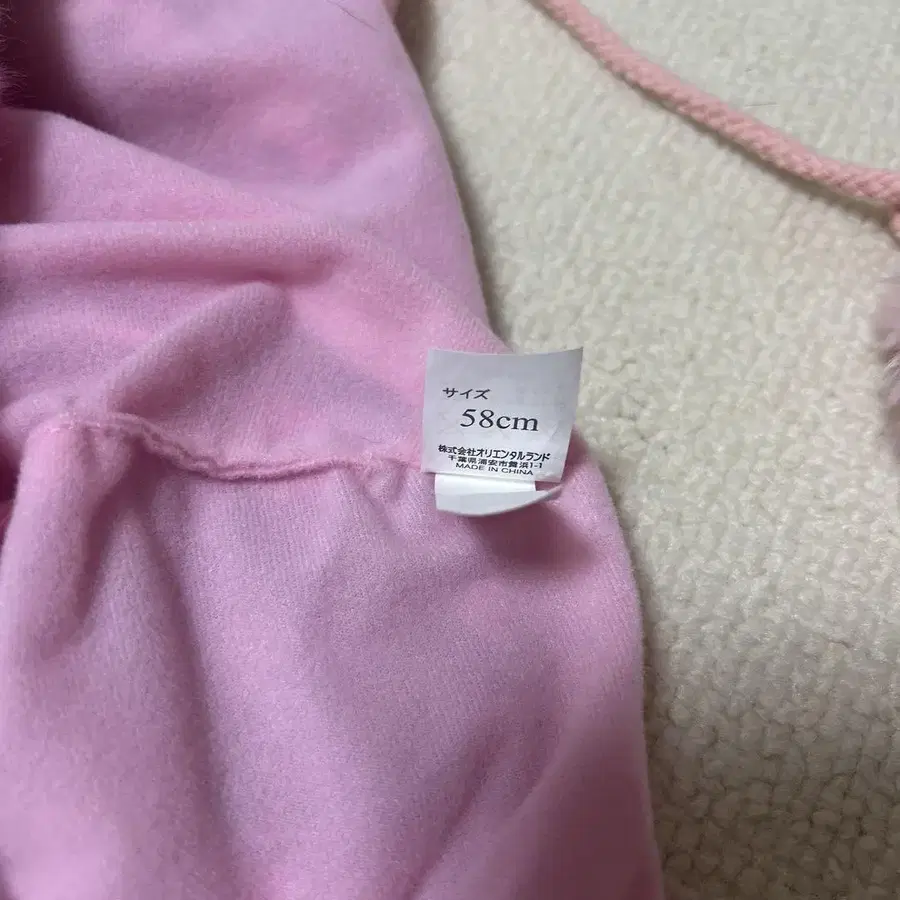 サイズ
58cm
株式会社オリエンタルランド
千葉県浦安市舞浜1-1
MADE IN CHINA